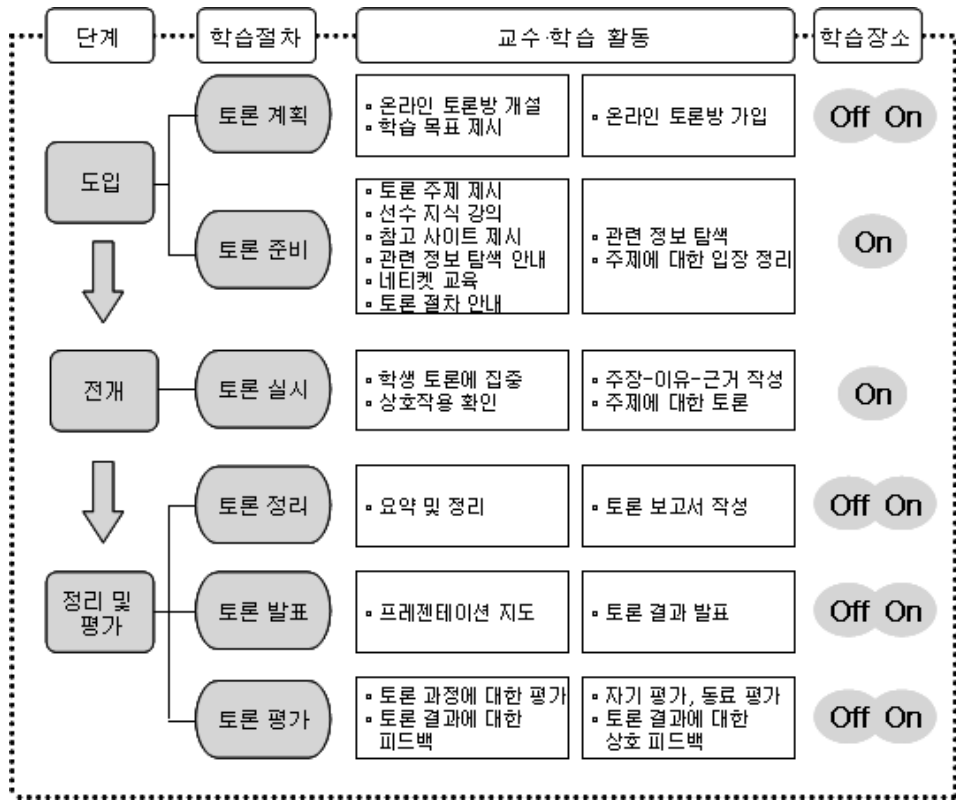 단계 학습절차 교수·학습 활동 학습장소
토론 계획
▫ 온라인 토론방 개설
▫ 학습 목표 제시
▫ 온라인 토론방 가입
Off On
도입
토론 준비
▫ 토론 주제 제시
▫ 선수 지식 강의
▫ 참고 사이트 제시
▫ 관련 정보 탐색 안내
▫ 네티켓 교육
▫ 토론 절차 안내
▫ 관련 정보 탐색
▫ 주제에 대한 입장 정리
On
전개
토론 실시
▫ 학생 토론에 집중
▫ 상호작용 확인
▫ 주장-이유-근거 작성
▫ 주제에 대한 토론
On
토론 정리
▫ 요약 및 정리
▫ 토론 보고서 작성
Off On
정리 및
평가
토론 발표
▫ 프레젠테이션 지도
▫ 토론 결과 발표
Off On
토론 평가
▫ 토론 과정에 대한 평가
▫ 토론 결과에 대한
피드백
▫ 자기 평가, 동료 평가
▫ 토론 결과에 대한
상호 피드백
Off On